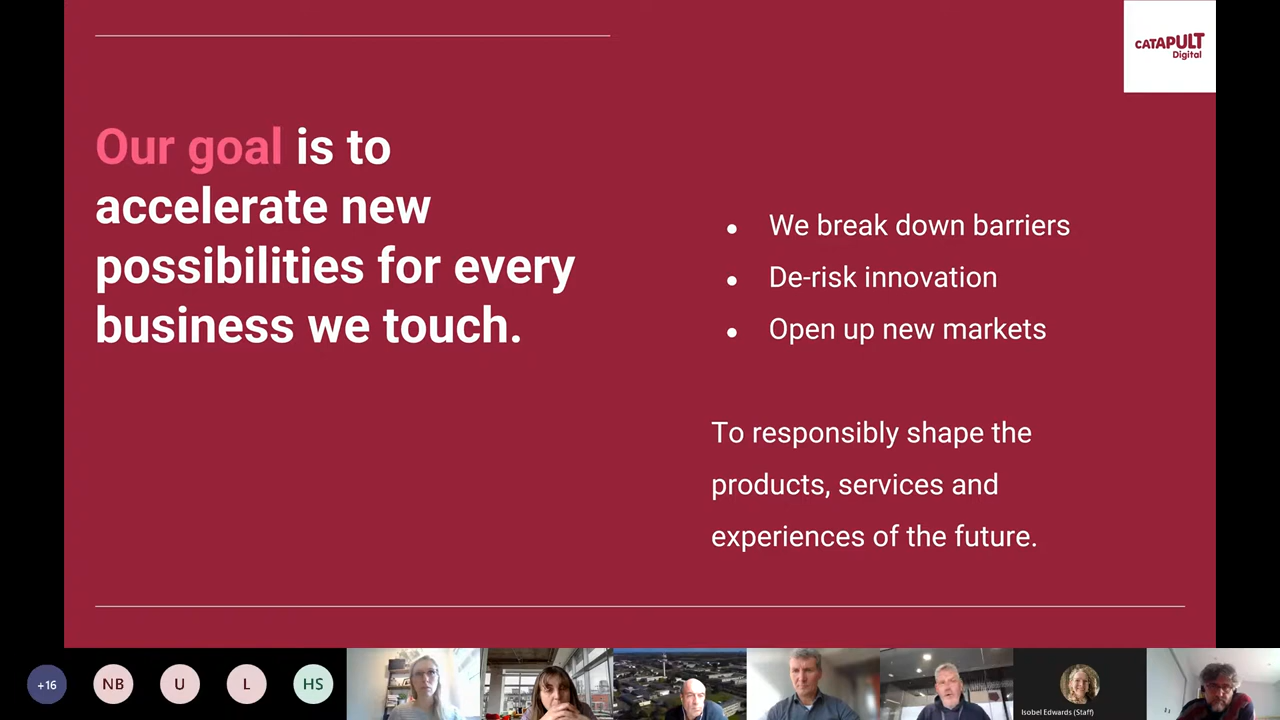 CATAPULT
Digital
Our goal is to
accelerate new
possibilities for every
business we touch.
• We break down barriers
• De-risk innovation
• Open up new markets
To responsibly shape the
products, services and
experiences of the future.
+16
NB
U
L
HS
Isobel Edwards (Staff)